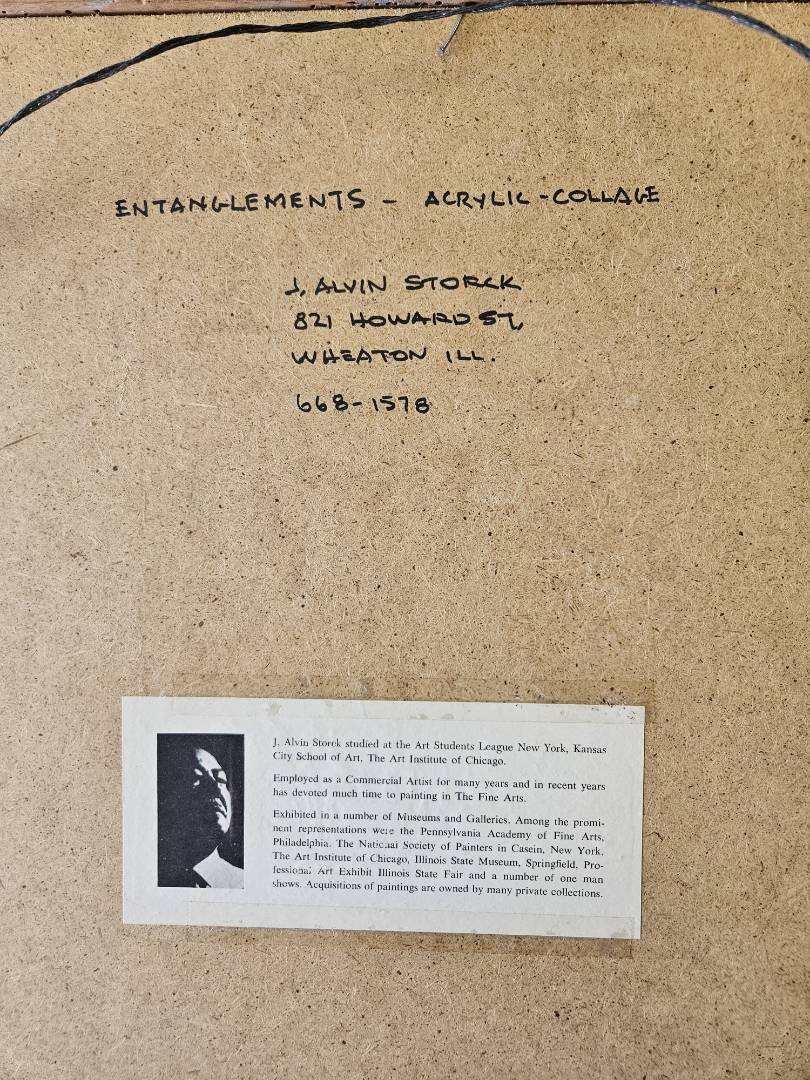 ENTANGLEMENTS - ACRYLIC-COLLAGE
J. ALVIN STORCK
821 HOWARD ST,
WHEATON ILL.
668-1578
J. Alvin Storck studied at the Art Students League New York, Kansas
City School of Art, The Art Institute of Chicago.
Employed as a Commercial Artist for many years and in recent years
has devoted much time to painting in The Fine Arts.
Exhibited in a number of Museums and Galleries. Among the promi-
nent representations were the Pennsylvania Academy of Fine Arts,
Philadelphia. The National Society of Painters in Casein, New York,
The Art Institute of Chicago, Illinois State Museum, Springfield, Pro-
fessional Art Exhibit Illinois State Fair and a number of one man
shows. Acquisitions of paintings are owned by many private collections.